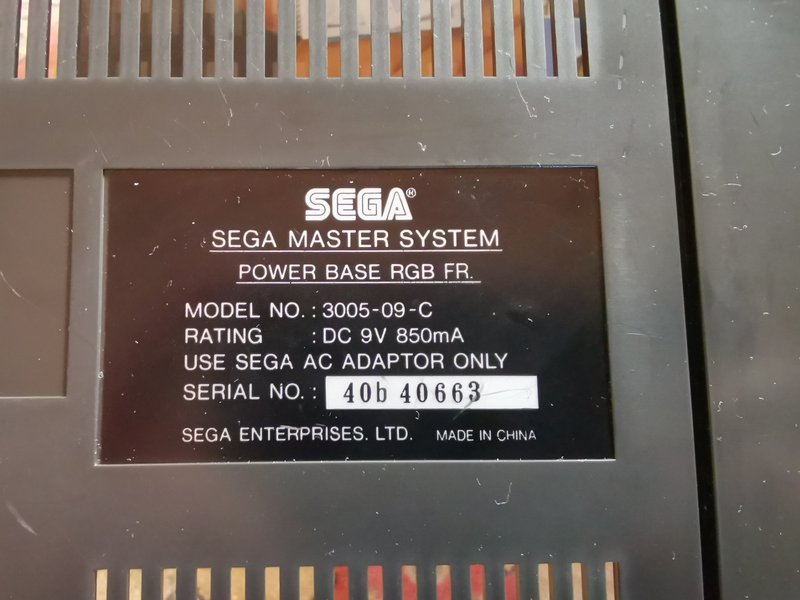 SEGA®
SEGA MASTER SYSTEM
POWER BASE RGB FR.
MODEL NO. : 3005-09-C
RATING : DC 9V 850mA
USE SEGA AC ADAPTOR ONLY
SERIAL NO. : 40b 40663
SEGA ENTERPRISES. LTD. MADE IN CHINA